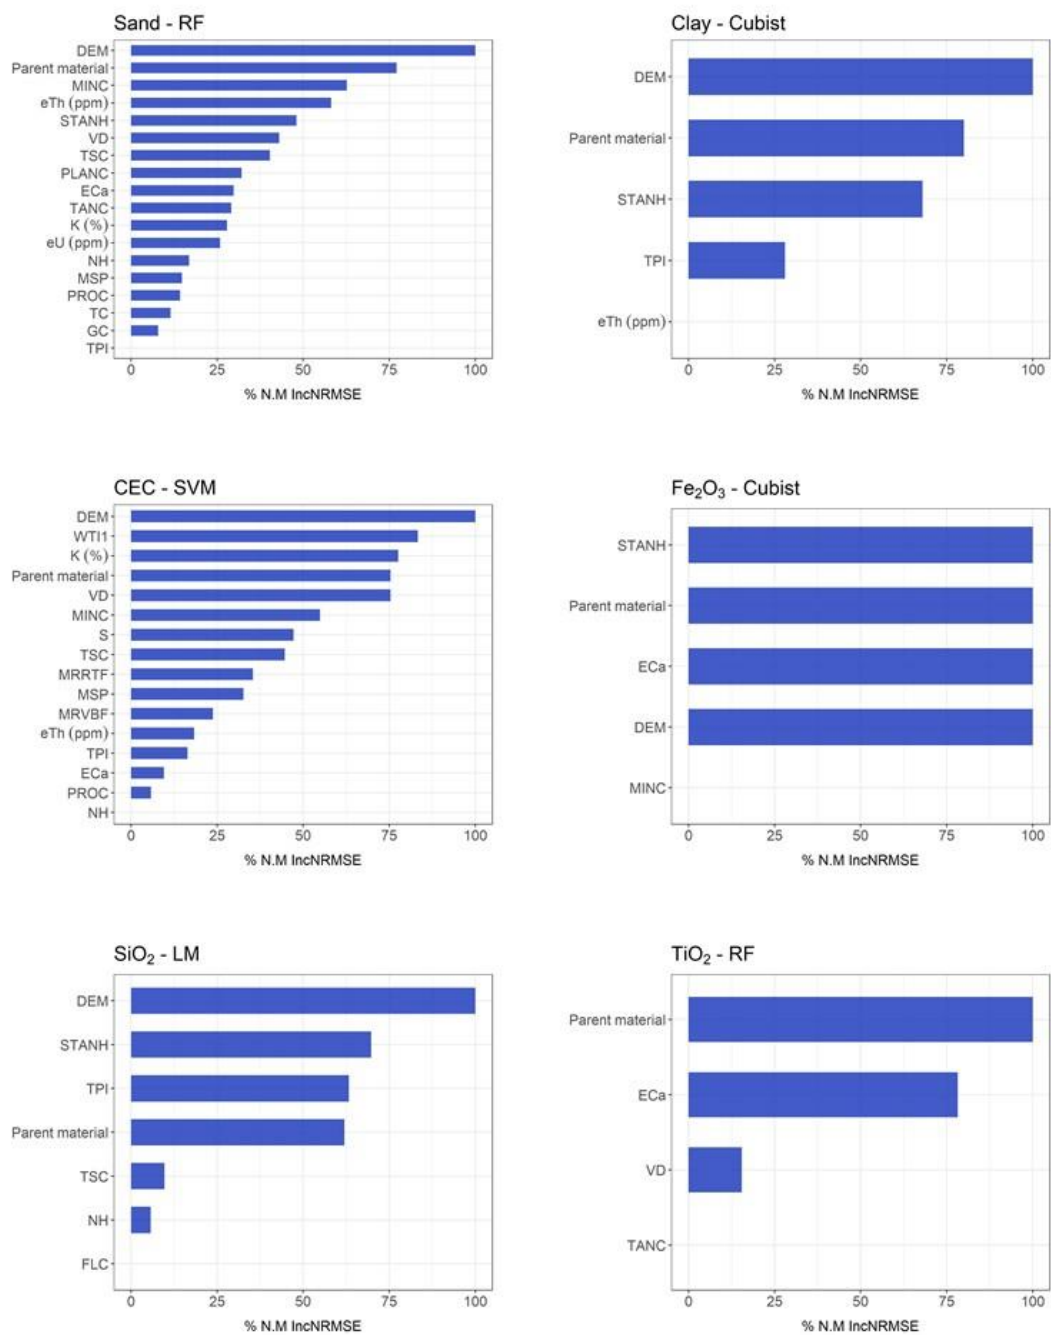 Sand - RF
DEM
Parent material
MINC
eTh (ppm)
STANH
VD
TSC
PLANC
ECa
TANC
K (%)
eU (ppm)
NH
MSP
PROC
TC
GC
TPI
0 25 50 75 100
% N.M IncNRMSE
Clay - Cubist
DEM
Parent material
STANH
TPI
eTh (ppm)
0 25 50 75 100
% N.M IncNRMSE
CEC - SVM
DEM
WTI1
K (%)
Parent material
VD
MINC
S
TSC
MRRTF
MSP
MRVBF
eTh (ppm)
TPI
ECa
PROC
NH
0 25 50 75 100
% N.M IncNRMSE
Fe₂O₃ - Cubist
STANH
Parent material
ECa
DEM
MINC
0 25 50 75 100
% N.M IncNRMSE
SiO₂ - LM
DEM
STANH
TPI
Parent material
TSC
NH
FLC
0 25 50 75 100
% N.M IncNRMSE
TiO₂ - RF
Parent material
ECa
VD
TANC
0 25 50 75 100
% N.M IncNRMSE